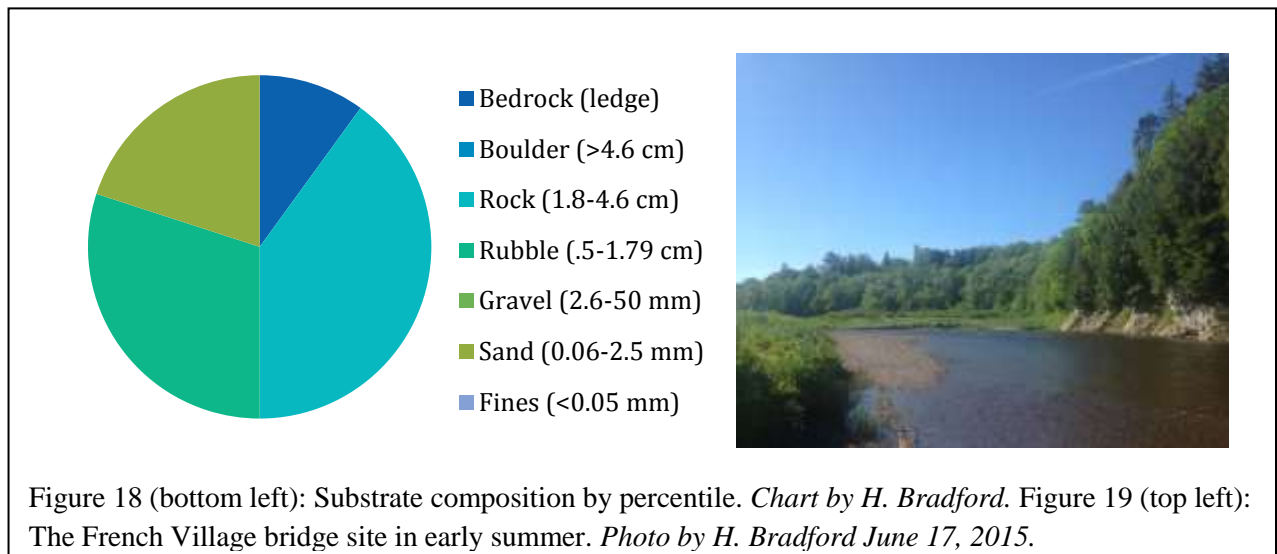 Bedrock (ledge)
Boulder (>4.6 cm)
Rock (1.8-4.6 cm)
Rubble (.5-1.79 cm)
Gravel (2.6-50 mm)
Sand (0.06-2.5 mm)
Fines (<0.05 mm)
Figure 18 (bottom left): Substrate composition by percentile. Chart by H. Bradford. Figure 19 (top left):
The French Village bridge site in early summer. Photo by H. Bradford June 17, 2015.